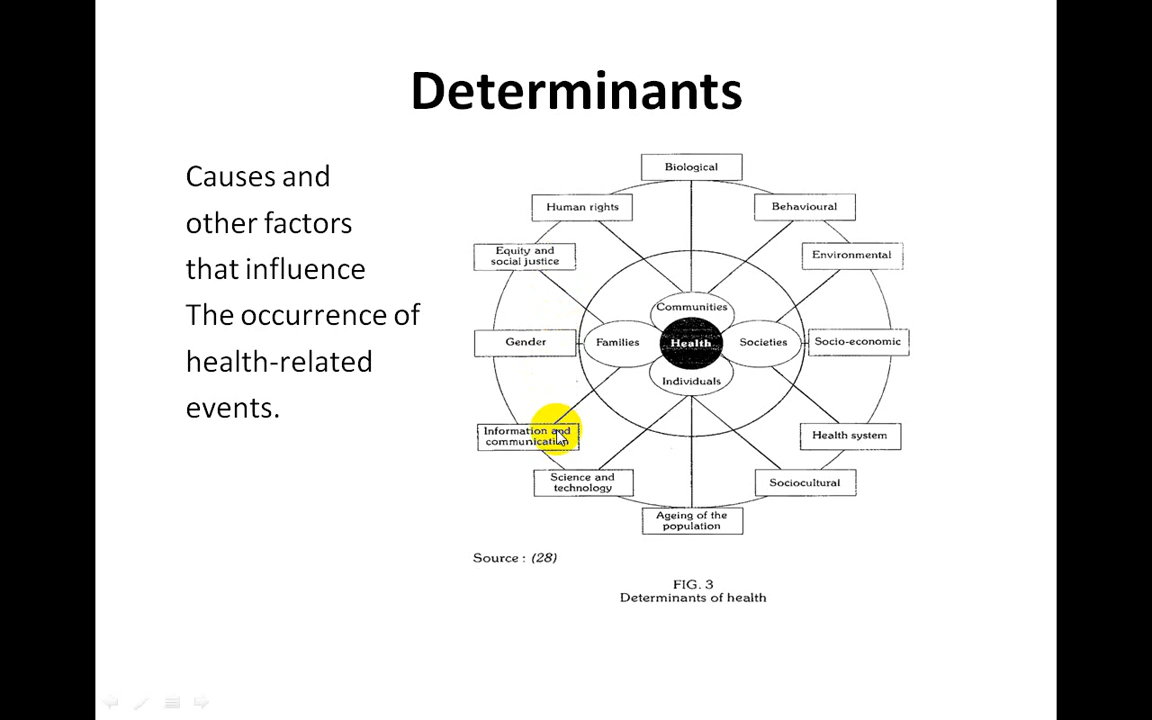 Determinants
Causes and
other factors
that influence
The occurrence of
health-related
events.
Biological
Human rights
Behavioural
Equity and
social justice
Environmental
Communities
Gender
Families
Health
Societies
Socio-economic
Individuals
Information and
communication
Health system
Science and
technology
Sociocultural
Ageing of the
population
Source : (28)
FIG. 3
Determinants of health